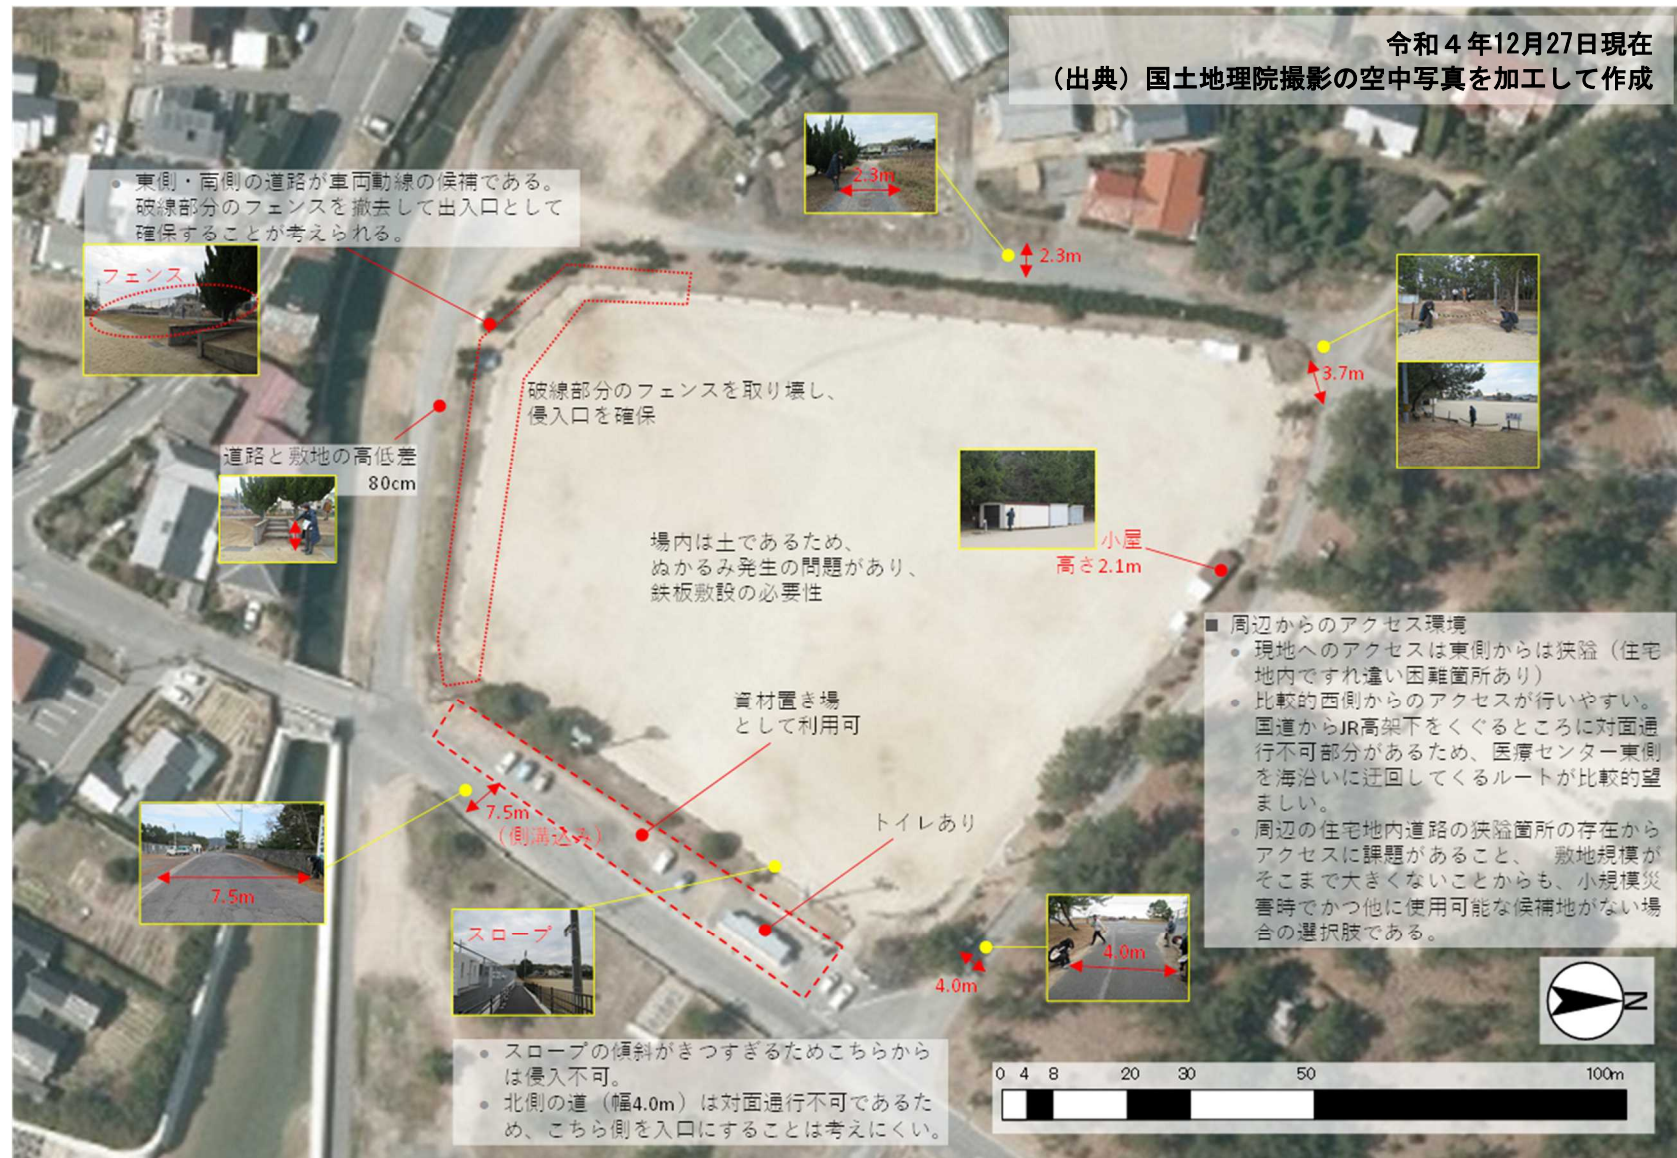 令和４年12月27日現在
（出典）国土地理院撮影の空中写真を加工して作成
東側・南側の道路が車両動線の候補である。
破線部分のフェンスを撤去して出入口として
確保することが考えられる。
フェンス
2.3m
2.3m
3.7m
破線部分のフェンスを取り壊し、
侵入口を確保
道路と敷地の高低差
80cm
場内は土であるため、
ぬかるみ発生の問題があり、
鉄板敷設の必要性
小屋
高さ2.1m
■ 周辺からのアクセス環境
現地へのアクセスは東側からは狭隘（住宅
地内ですれ違い困難箇所あり）
比較的西側からのアクセスが行いやすい。
国道からJR高架下をくぐるところに対面通
行不可部分があるため、医療センター東側
を海沿いに迂回してくるルートが比較的望
ましい。
周辺の住宅地内道路の狭隘箇所の存在から
アクセスに課題があること、　敷地規模が
そこまで大きくないことからも、小規模災
害時でかつ他に使用可能な候補地がない場
合の選択肢である。
資材置き場
として利用可
7.5m
（側溝込み）
7.5m
トイレあり
スロープ
4.0m
4.0m
スロープの傾斜がきつすぎるためこちらから
は侵入不可。
北側の道（幅4.0m）は対面通行不可であるた
め、こちら側を入口にすることは考えにくい。
N
0 4 8 20 30 50 100m